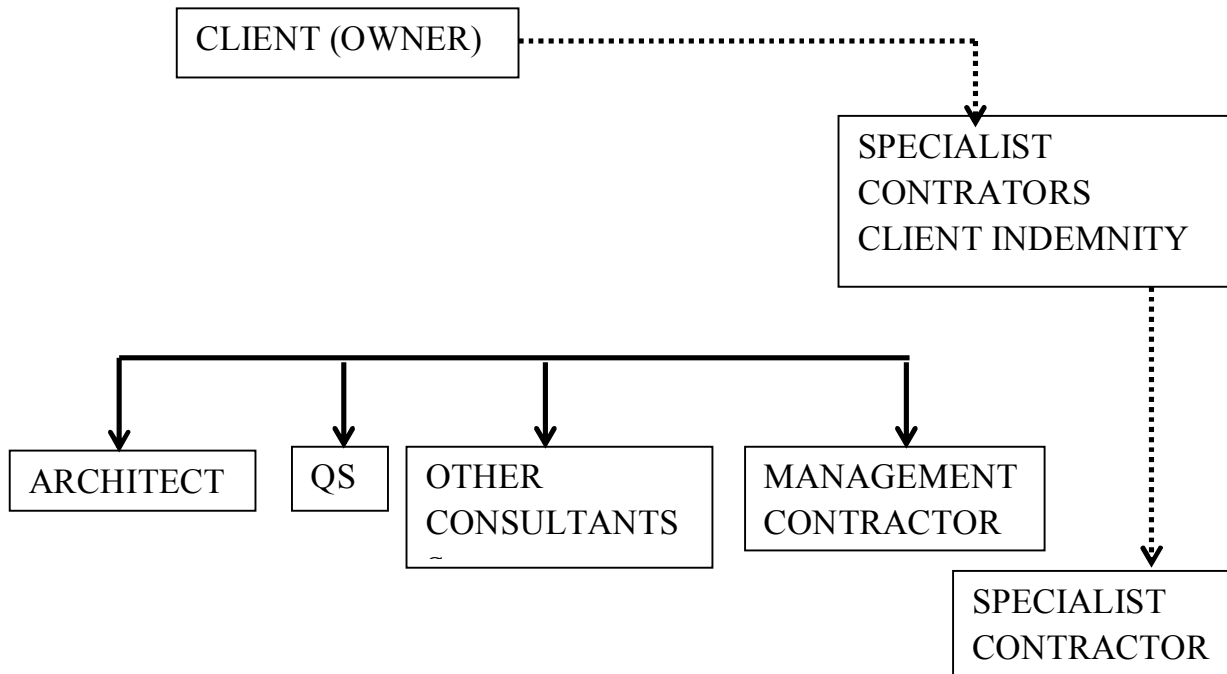 CLIENT (OWNER)
SPECIALIST
CONTRATORS
CLIENT INDEMNITY
ARCHITECT
QS
OTHER
CONSULTANTS
MANAGEMENT
CONTRACTOR
SPECIALIST
CONTRACTOR